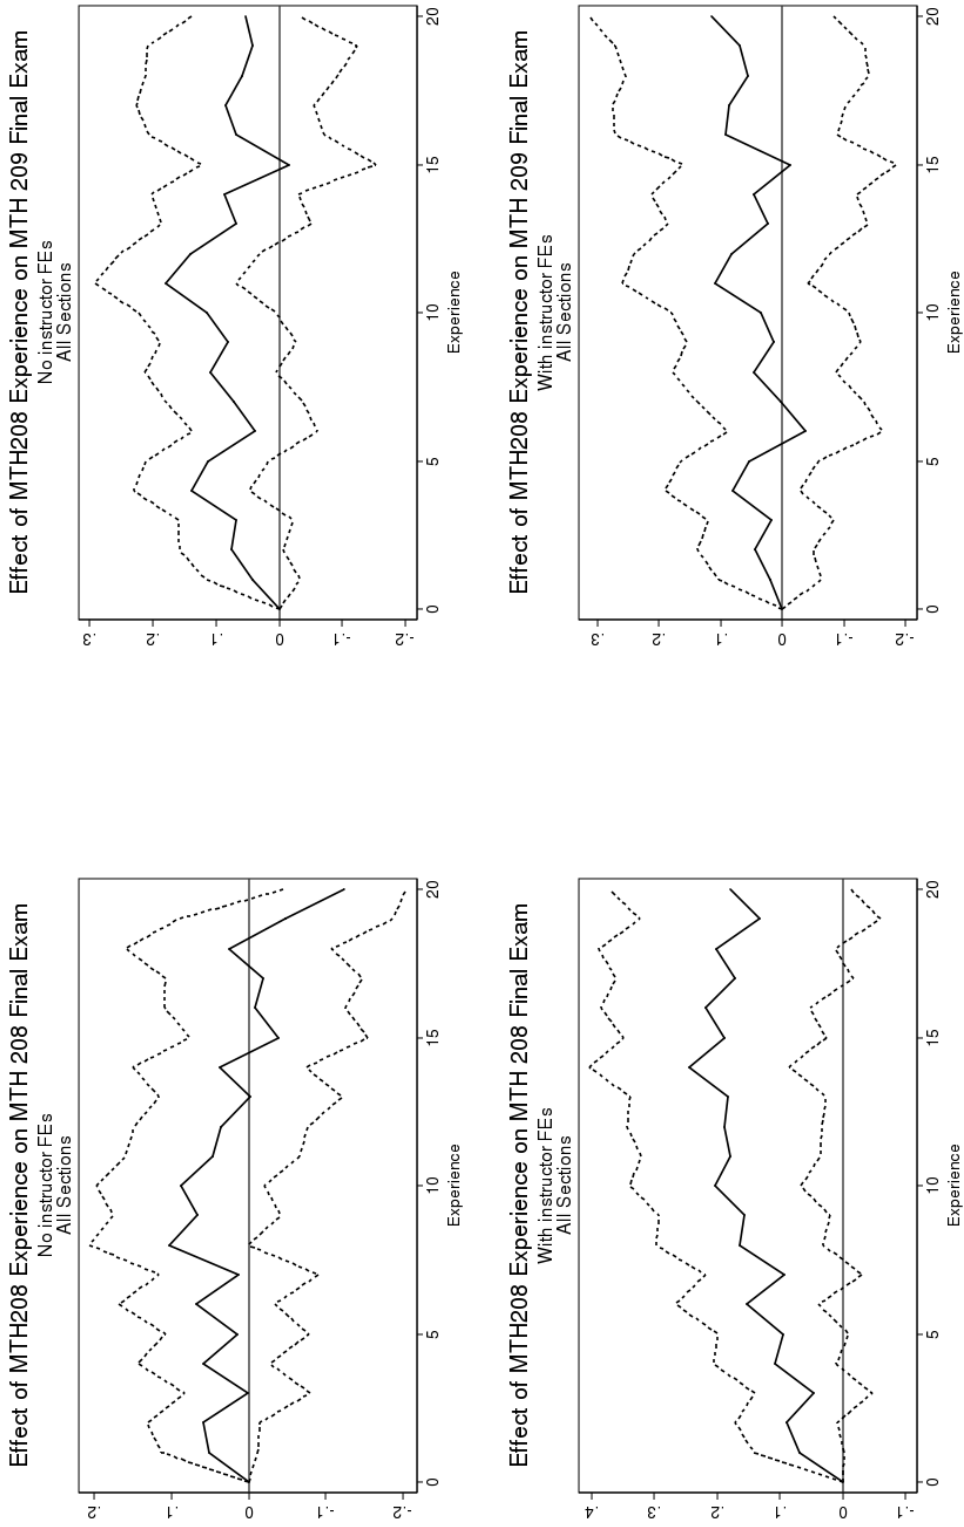 Effect of MTH208 Experience on MTH 208 Final Exam
No instructor FEs
All Sections
.2
.1
0
-.1
-.2
0
5
10
15
20
Experience
Effect of MTH208 Experience on MTH 209 Final Exam
No instructor FEs
All Sections
.3
.2
.1
0
-.1
-.2
0
5
10
15
20
Experience
Effect of MTH208 Experience on MTH 208 Final Exam
With instructor FEs
All Sections
.4
.3
.2
.1
0
-.1
0
5
10
15
20
Experience
Effect of MTH208 Experience on MTH 209 Final Exam
With instructor FEs
All Sections
.3
.2
.1
0
-.1
-.2
0
5
10
15
20
Experience